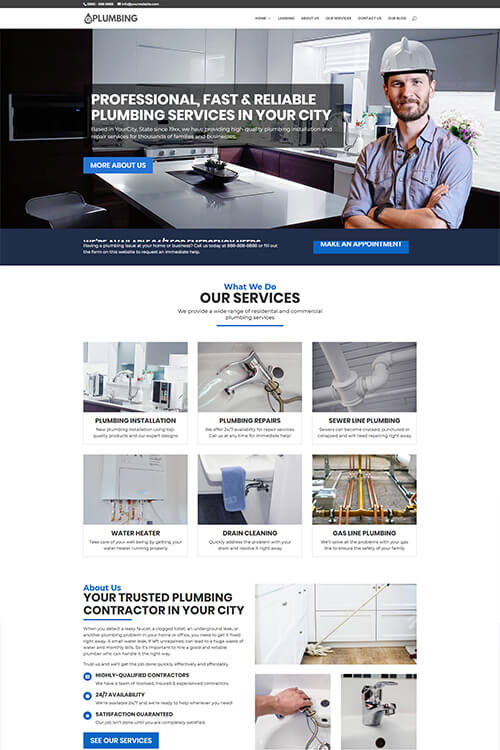 (888) - 888-8888 info@yourwebsite.com
PLUMBING
HOME LANDING ABOUT US OUR SERVICES CONTACT US OUR BLOG
PROFESSIONAL, FAST & RELIABLE
PLUMBING SERVICES IN YOUR CITY
Based in YourCity, State since 19xx, we have providing high-quality plumbing installation and
repair services for thousands of families and businesses.
MORE ABOUT US
WE'RE AVAILABLE 24/7 FOR EMERGENCY NEEDS
Having a plumbing issue at your home or business? Call us today at 888-888-8888 or fill out
the form on this website to request an immediate help.
MAKE AN APPOINTMENT
What We Do
OUR SERVICES
We provide a wide range of residential and commercial
plumbing services
PLUMBING INSTALLATION
New plumbing installation using top-
quality products and our expert designs
PLUMBING REPAIRS
We offer 24/7 availability for repair services.
Call us at any time for immediate help!
SEWER LINE PLUMBING
Sewers can become cracked, punctured or
collapsed and will need repairing right away
WATER HEATER
Take care of your well being by getting your
water heater running properly
DRAIN CLEANING
Quickly address the problem with your
drain and resolve it right away
GAS LINE PLUMBING
We'll solve all the problems with your gas
line to ensure the safety of your family
About Us
YOUR TRUSTED PLUMBING
CONTRACTOR IN YOUR CITY
When you detect a leaky faucet, a clogged toilet, an underground leak, or
another plumbing problem in your home or office, you need to get it fixed
right away. A small water leak, if left unrepaired, can lead to a huge waste of
water and monthly bills. So it's important to hire a good and reliable
plumber who can handle it the right way.
Trust us and we'll get the job done quickly, effectively and affordably.
HIGHLY-QUALIFIED CONTRACTORS
We have a team of licensed, insured & experienced contractors.
24/7 AVAILABILITY
We're available 24/7 and we're ready to help whenever you need!
SATISFACTION GUARANTEED
Our job isn't done until you are completely satisfied.
SEE OUR SERVICES